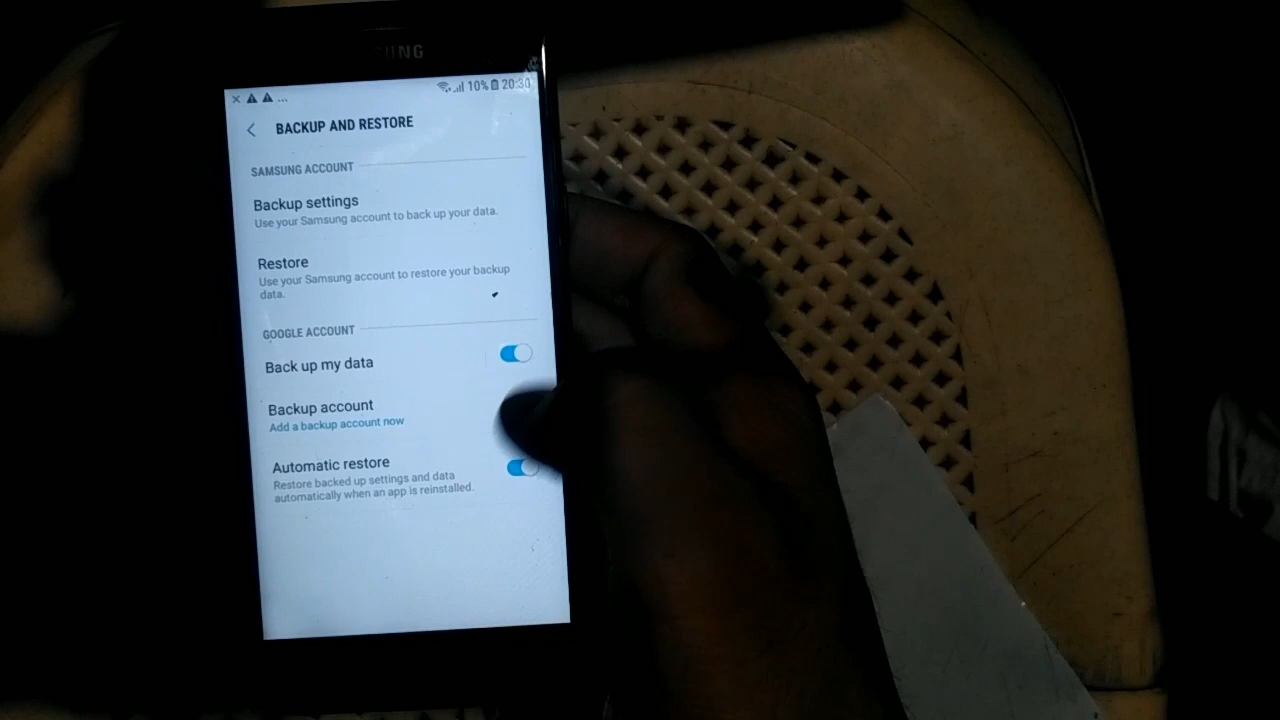 10% 20:30
BACKUP AND RESTORE
SAMSUNG ACCOUNT
Backup settings
Use your Samsung account to back up your data.
Restore
Use your Samsung account to restore your backup
data.
GOOGLE ACCOUNT
Back up my data
Backup account
Add a backup account now
Automatic restore
Restore backed up settings and data
automatically when an app is reinstalled.